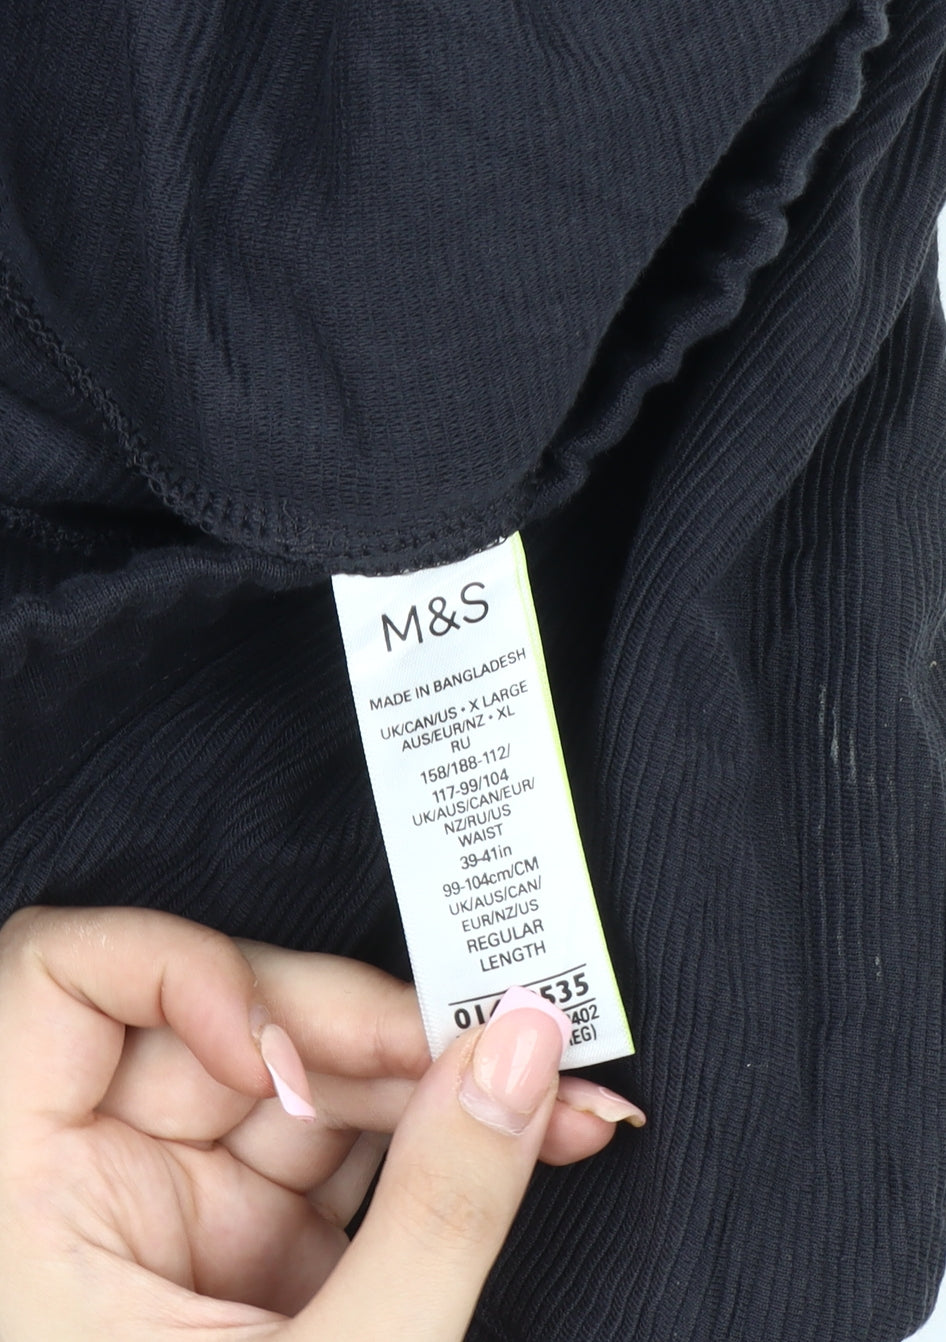 M&S
MADE IN BANGLADESH
UK/CAN/US • X LARGE
AUS/EUR/NZ • XL
RU
158/188-112/
117-99/104
UK/AUS/CAN/EUR/
NZ/RU/US
WAIST
39-41in
99-104cm/CM
UK/AUS/CAN/
EUR/NZ/US
REGULAR
LENGTH